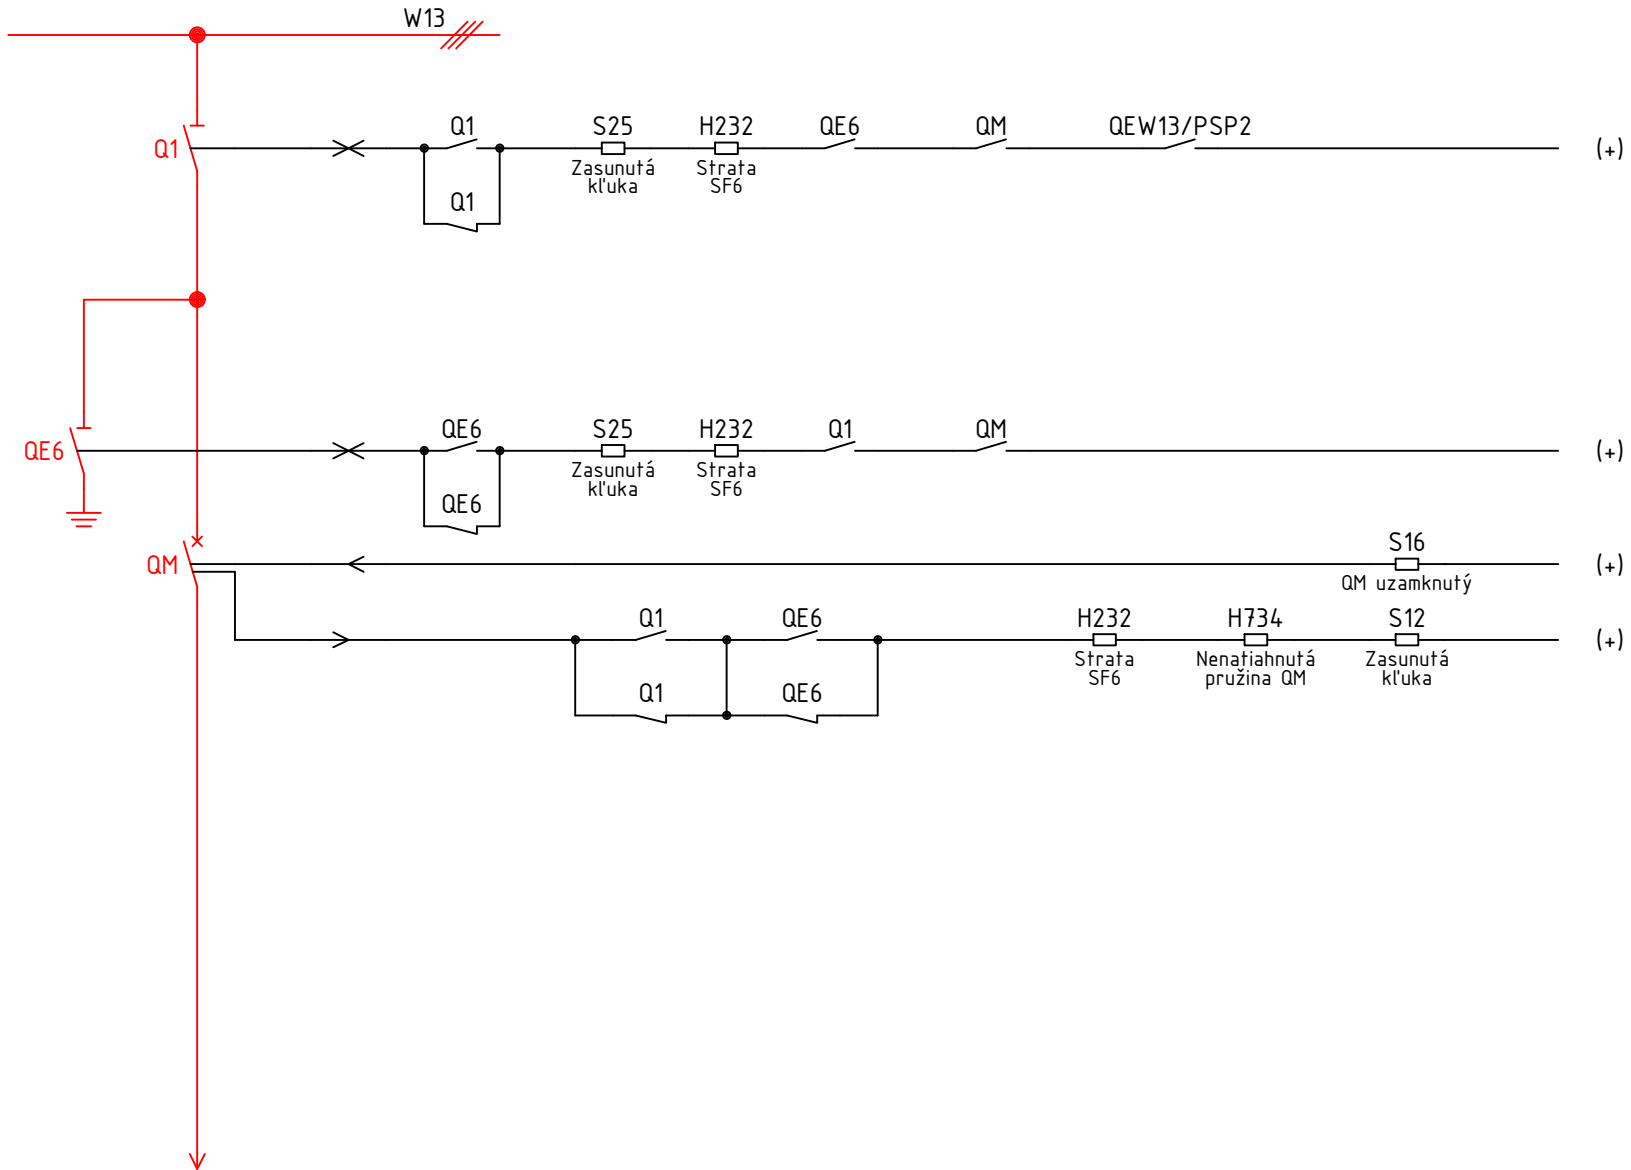 W13
Q1
Q1
S25
H232
QE6
QM
QEW13/PSP2
(+)
Zasunutá
kľuka
Strata
SF6
Q1
QE6
QE6
S25
H232
Q1
QM
(+)
Zasunutá
kľuka
Strata
SF6
QE6
QM
S16
(+)
QM uzamknutý
Q1
QE6
H232
H734
S12
(+)
Strata
SF6
Nenatiahnutá
pružina QM
Zasunutá
kľuka
Q1
QE6